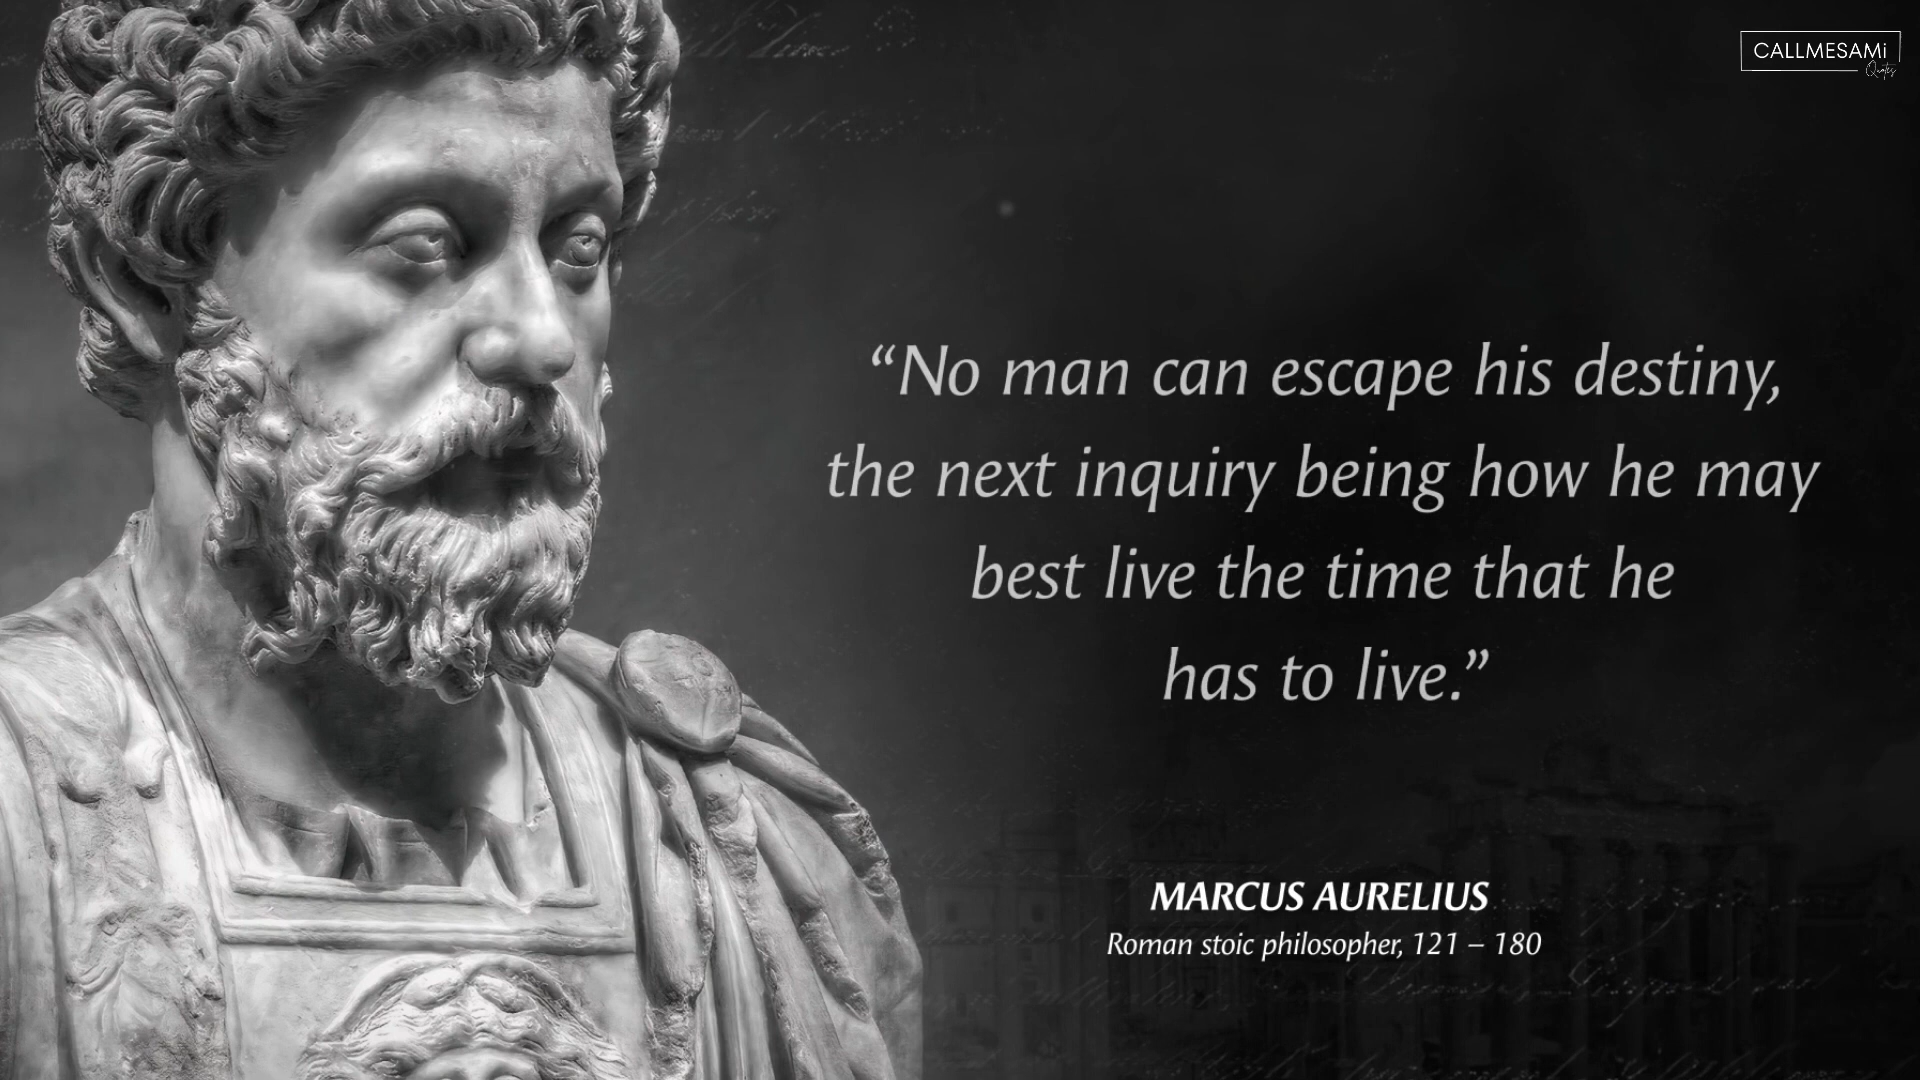 CALLMESAMi
Quotes
“No man can escape his destiny,
the next inquiry being how he may
best live the time that he
has to live.”
MARCUS AURELIUS
Roman stoic philosopher, 121 – 180